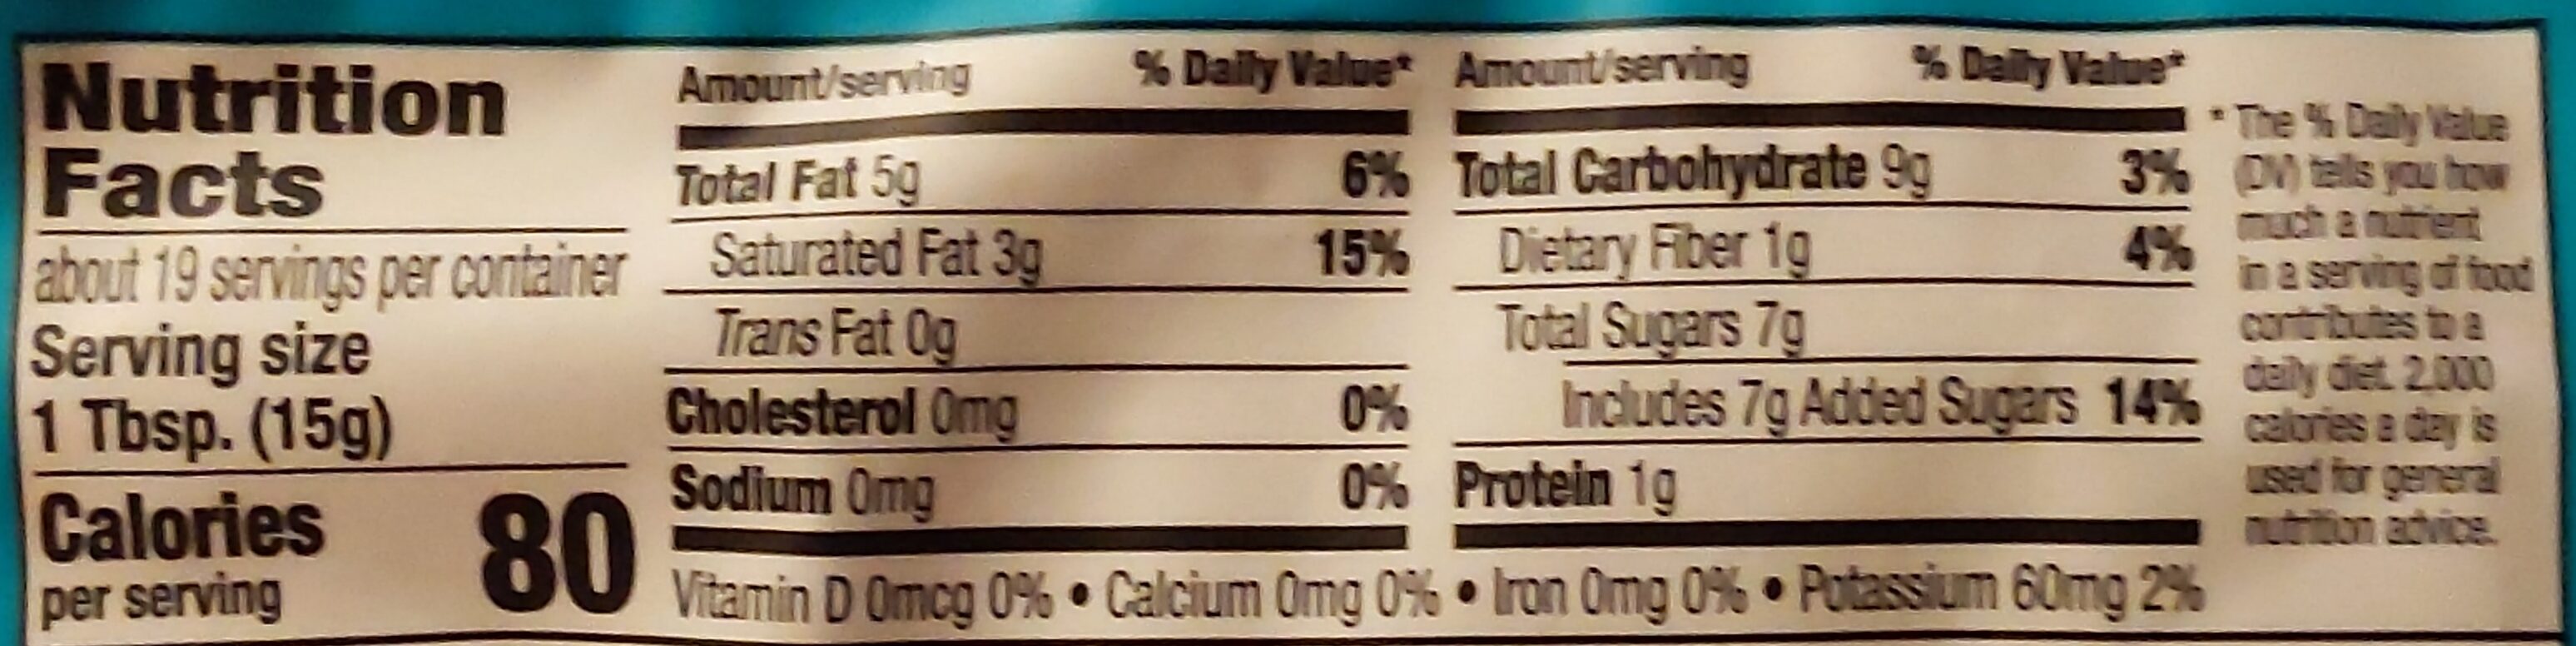 Nutrition
Facts
about 19 servings per container
Serving size
1 Tbsp. (15g)
Calories 80
per serving
Amount/serving % Daily Value*
Total Fat 5g 6%
Saturated Fat 3g 15%
Trans Fat 0g
Cholesterol 0mg 0%
Sodium 0mg 0%
Amount/serving % Daily Value*
Total Carbohydrate 9g 3%
Dietary Fiber 1g 4%
Total Sugars 7g
Includes 7g Added Sugars 14%
Protein 1g
Vitamin D 0mcg 0% • Calcium 0mg 0% • Iron 0mg 0% • Potassium 60mg 2%
* The % Daily Value
(DV) tells you how
much a nutrient
in a serving of food
contributes to a
daily diet. 2,000
calories a day is
used for general
nutrition advice.